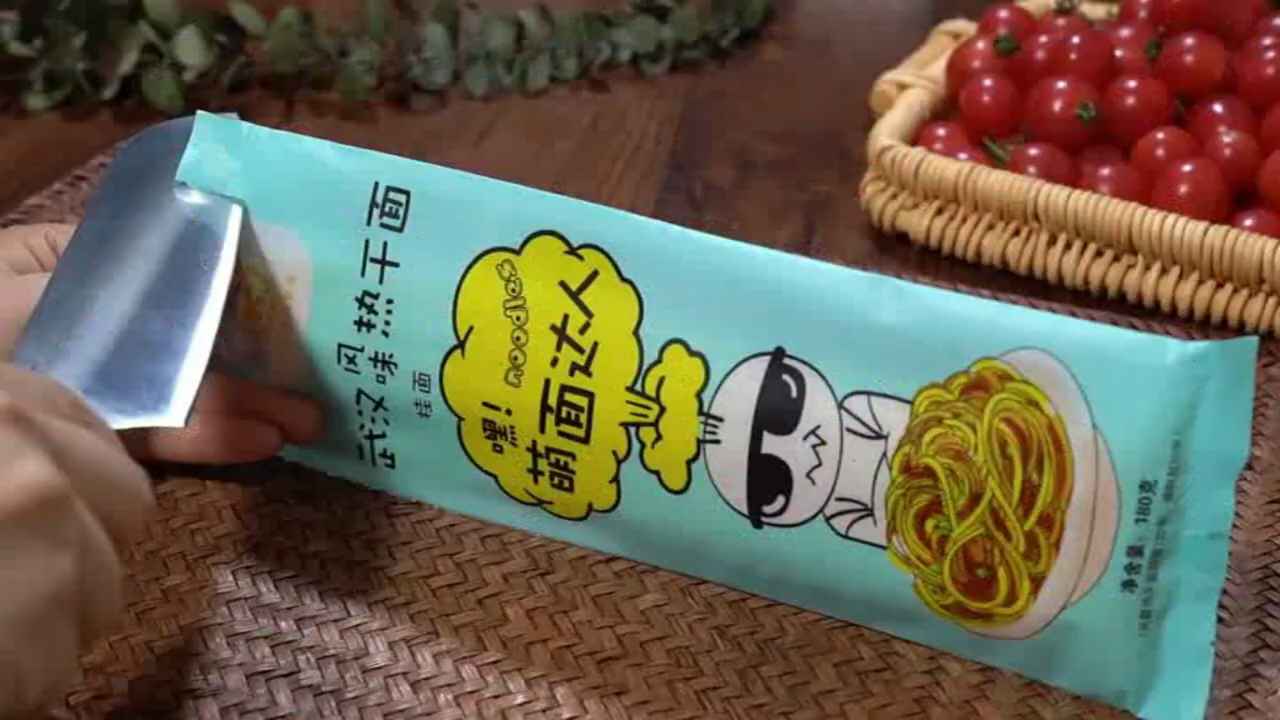 武汉风味热干面
挂面
noodles
嘿！
萌面达人
净含量：180克